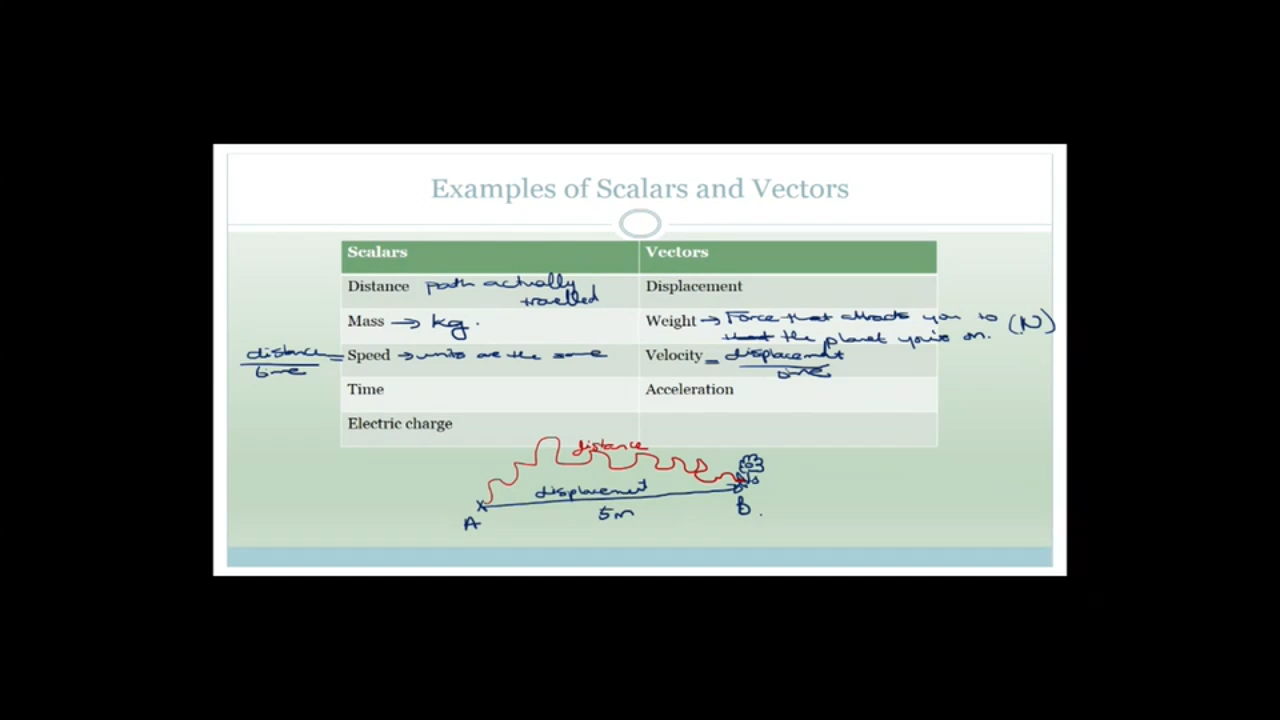 Examples of Scalars and Vectors
Scalars
Vectors
Distance path actually
travelled
Displacement
Mass → kg.
Weight → Force that attracts you to (N)
the planet you're on.
distance
time
= Speed → units are the same
Velocity = displacement
time
Time
Acceleration
Electric charge
distance
displacement
5m
A
B.